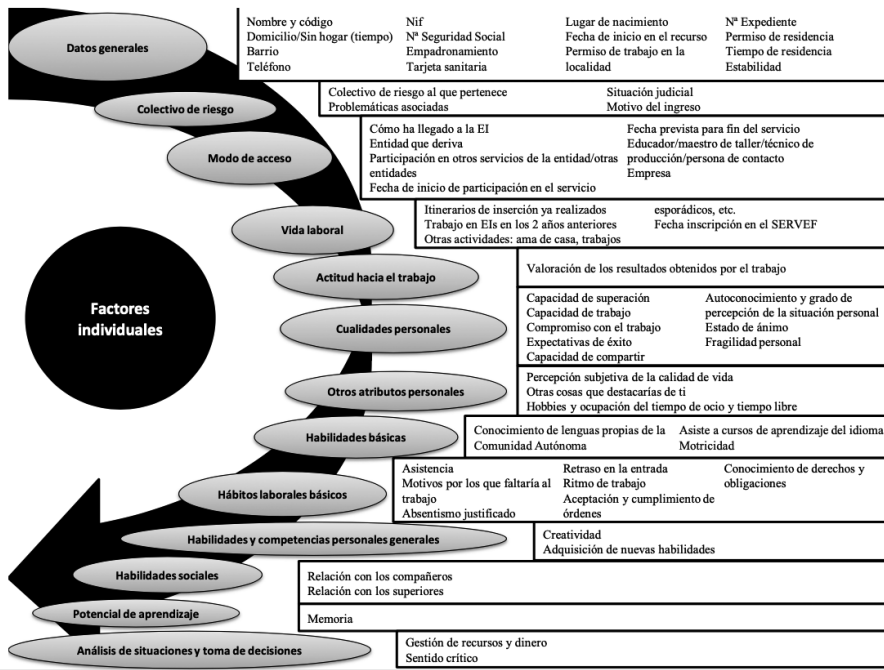 Datos generales
Nombre y código
Domicilio/Sin hogar (tiempo)
Barrio
Teléfono
Nif
Nª Seguridad Social
Empadronamiento
Tarjeta sanitaria
Lugar de nacimiento
Fecha de inicio en el recurso
Permiso de trabajo en la
localidad
Nª Expediente
Permiso de residencia
Tiempo de residencia
Estabilidad
Colectivo de riesgo
Colectivo de riesgo al que pertenece
Problemáticas asociadas
Situación judicial
Motivo del ingreso
Modo de acceso
Cómo ha llegado a la EI
Entidad que deriva
Participación en otros servicios de la entidad/otras
entidades
Fecha de inicio de participación en el servicio
Fecha prevista para fin del servicio
Educador/maestro de taller/técnico de
producción/persona de contacto
Empresa
Vida laboral
Itinerarios de inserción ya realizados
Trabajo en EIs en los 2 años anteriores
Otras actividades: ama de casa, trabajos
esporádicos, etc.
Fecha inscripción en el SERVEF
Actitud hacia el trabajo
Valoración de los resultados obtenidos por el trabajo
Factores
individuales
Cualidades personales
Capacidad de superación
Capacidad de trabajo
Compromiso con el trabajo
Expectativas de éxito
Capacidad de compartir
Autoconocimiento y grado de
percepción de la situación personal
Estado de ánimo
Fragilidad personal
Otros atributos personales
Percepción subjetiva de la calidad de vida
Otras cosas que destacarías de ti
Hobbies y ocupación del tiempo de ocio y tiempo libre
Habilidades básicas
Conocimiento de lenguas propias de la
Comunidad Autónoma
Asiste a cursos de aprendizaje del idioma
Motricidad
Hábitos laborales básicos
Asistencia
Motivos por los que faltaría al
trabajo
Absentismo justificado
Retraso en la entrada
Ritmo de trabajo
Aceptación y cumplimiento de
órdenes
Conocimiento de derechos y
obligaciones
Habilidades y competencias personales generales
Creatividad
Adquisición de nuevas habilidades
Habilidades sociales
Relación con los compañeros
Relación con los superiores
Potencial de aprendizaje
Memoria
Análisis de situaciones y toma de decisiones
Gestión de recursos y dinero
Sentido crítico